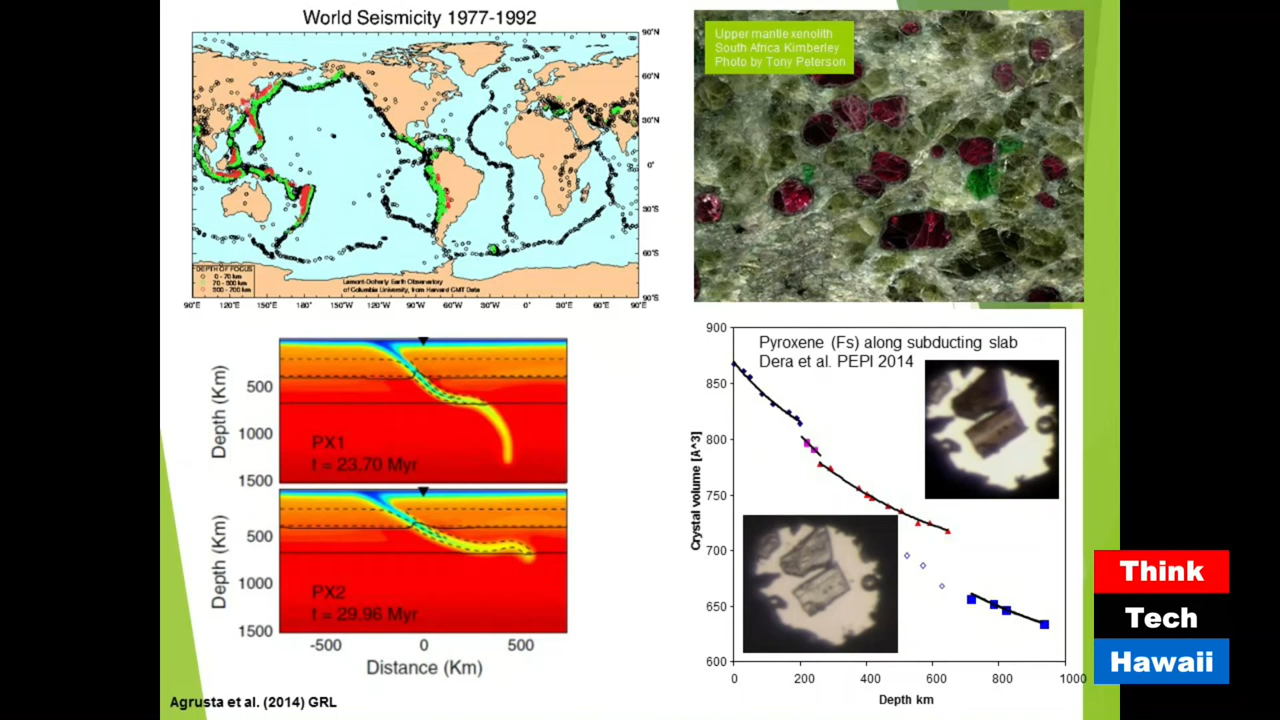 World Seismicity 1977-1992
90°N
60°N
30°N
0°
30°S
60°S
90°S
90°E 120°E 150°E 180° 150°W 120°W 90°W 60°W 30°W 0° 30°E 60°E 90°E
DEPTH OF FOCUS
0 - 70 km
70 - 300 km
300 - 700 km
Lamont-Doherty Earth Observatory
of Columbia University, from Harvard CMT Data
Upper mantle xenolith
South Africa Kimberley
Photo by Tony Peterson
Depth (Km)
500
1000
1500
PX1
t = 23.70 Myr
Depth (Km)
500
1000
1500
PX2
t = 29.96 Myr
-500 0 500
Distance (Km)
Agrusta et al. (2014) GRL
Pyroxene (Fs) along subducting slab
Dera et al. PEPI 2014
Crystal volume [A^3]
900
850
800
750
700
650
600
0 200 400 600 800 1000
Depth km
Think
Tech
Hawaii